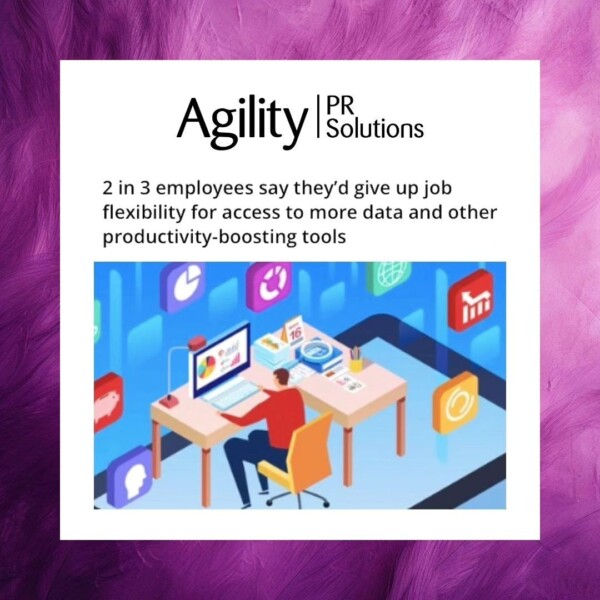 Agility
PR
Solutions
2 in 3 employees say they’d give up job
flexibility for access to more data and other
productivity-boosting tools
16